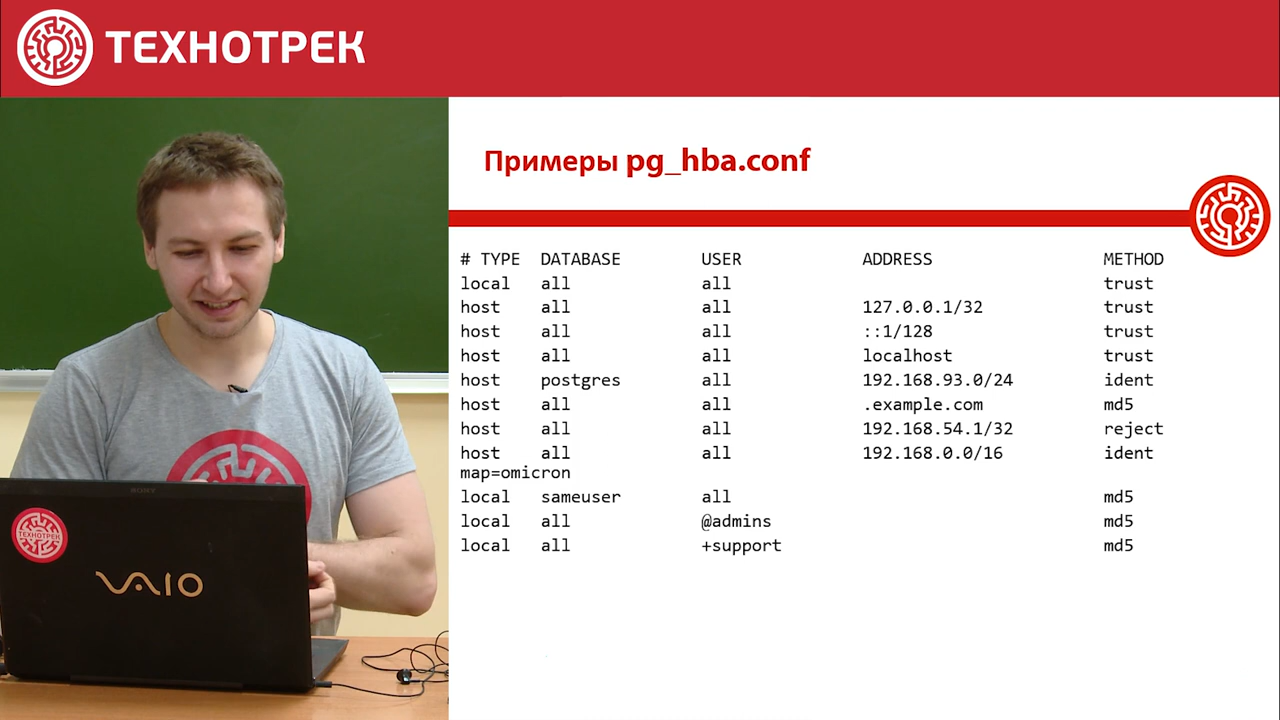 ТЕХНОТРЕК
Примеры pg_hba.conf
# TYPE DATABASE USER ADDRESS METHOD
local all all trust
host all all 127.0.0.1/32 trust
host all all ::1/128 trust
host all all localhost trust
host postgres all 192.168.93.0/24 ident
host all all .example.com md5
host all all 192.168.54.1/32 reject
host all all 192.168.0.0/16 ident
map=omicron
local sameuser all md5
local all @admins md5
local all +support md5
SONY
ТЕХНОТРЕК
VAIO